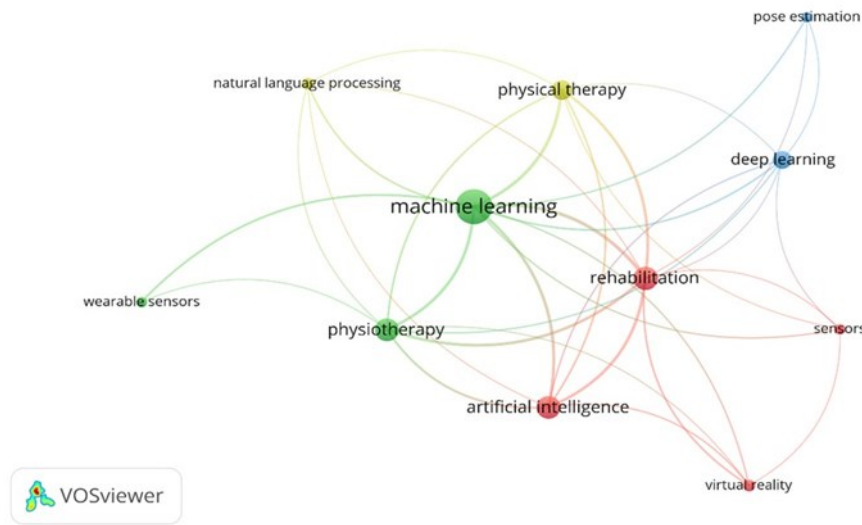 pose estimation
natural language processing
physical therapy
deep learning
machine learning
rehabilitation
wearable sensors
physiotherapy
sensors
artificial intelligence
virtual reality
VOSviewer